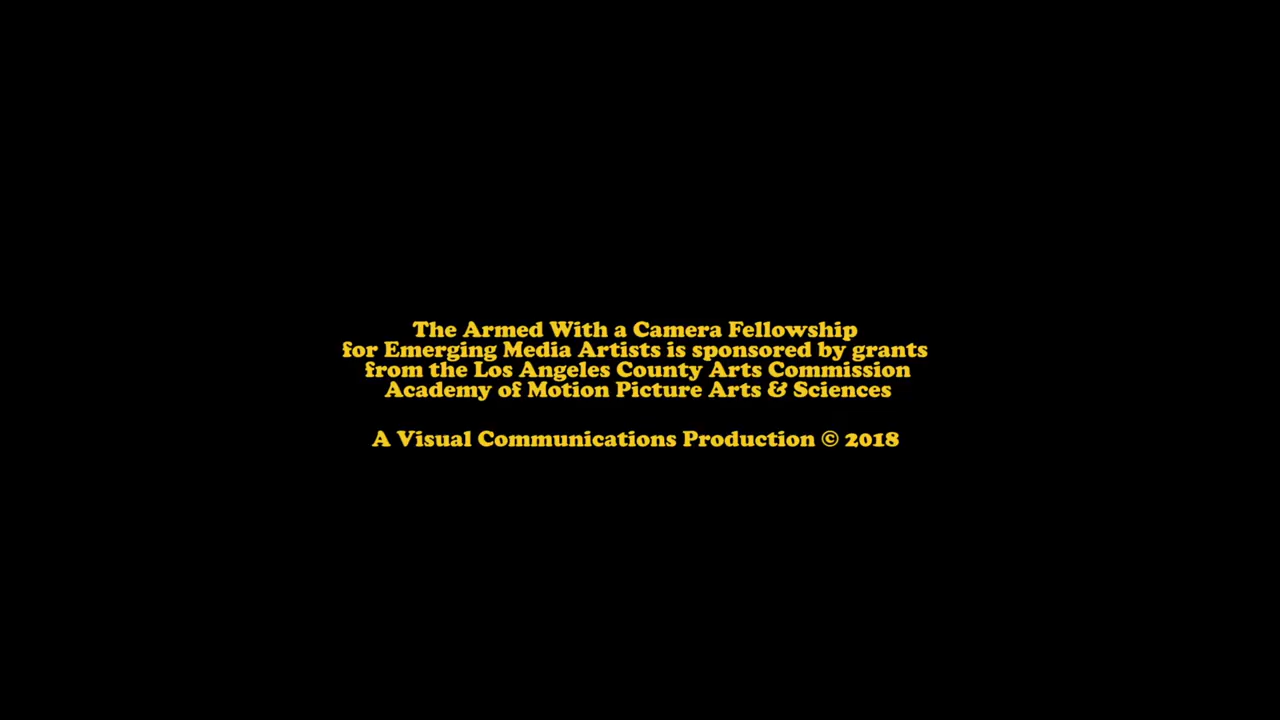 The Armed With a Camera Fellowship
for Emerging Media Artists is sponsored by grants
from the Los Angeles County Arts Commission
Academy of Motion Picture Arts & Sciences
A Visual Communications Production © 2018